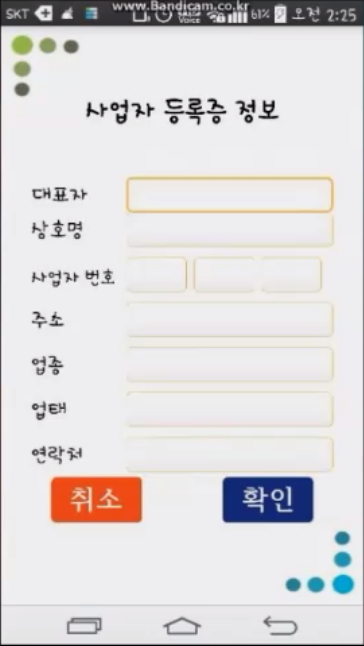 www.Bandicam.co.kr
SKT 61% 오전 2:25
사업자 등록증 정보
대표자
상호명
사업자 번호
주소
업종
업태
연락처
취소 확인